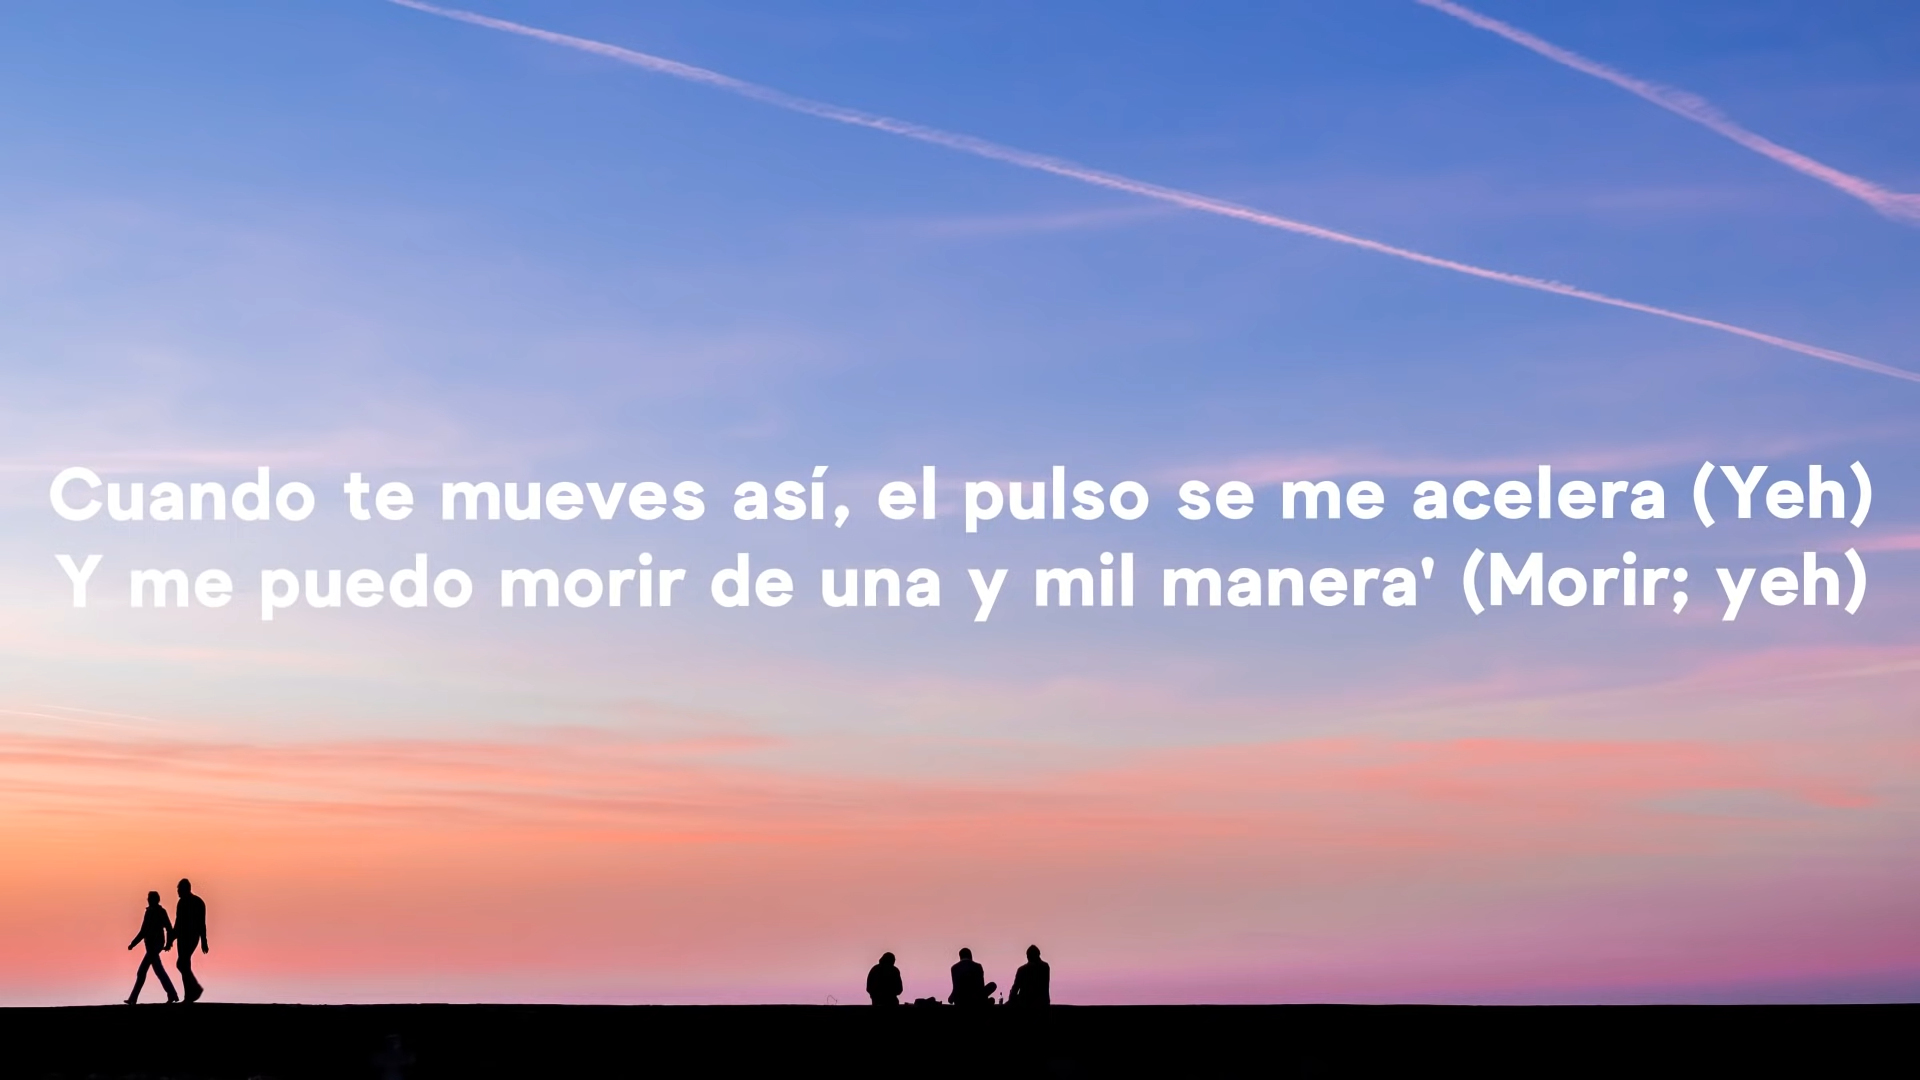 Cuando te mueves así, el pulso se me acelera (Yeh)
Y me puedo morir de una y mil manera' (Morir; yeh)